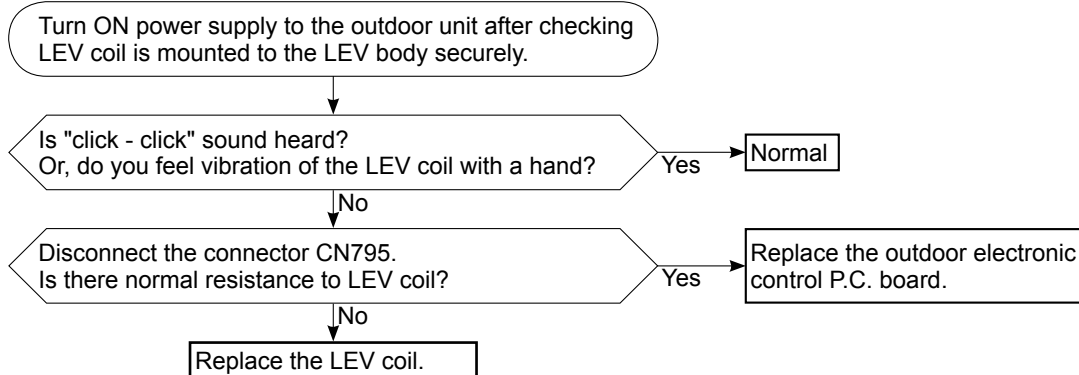 Turn ON power supply to the outdoor unit after checking
LEV coil is mounted to the LEV body securely.
Is "click - click" sound heard?
Or, do you feel vibration of the LEV coil with a hand?
Yes
Normal
No
Disconnect the connector CN795.
Is there normal resistance to LEV coil?
Yes
Replace the outdoor electronic
control P.C. board.
No
Replace the LEV coil.